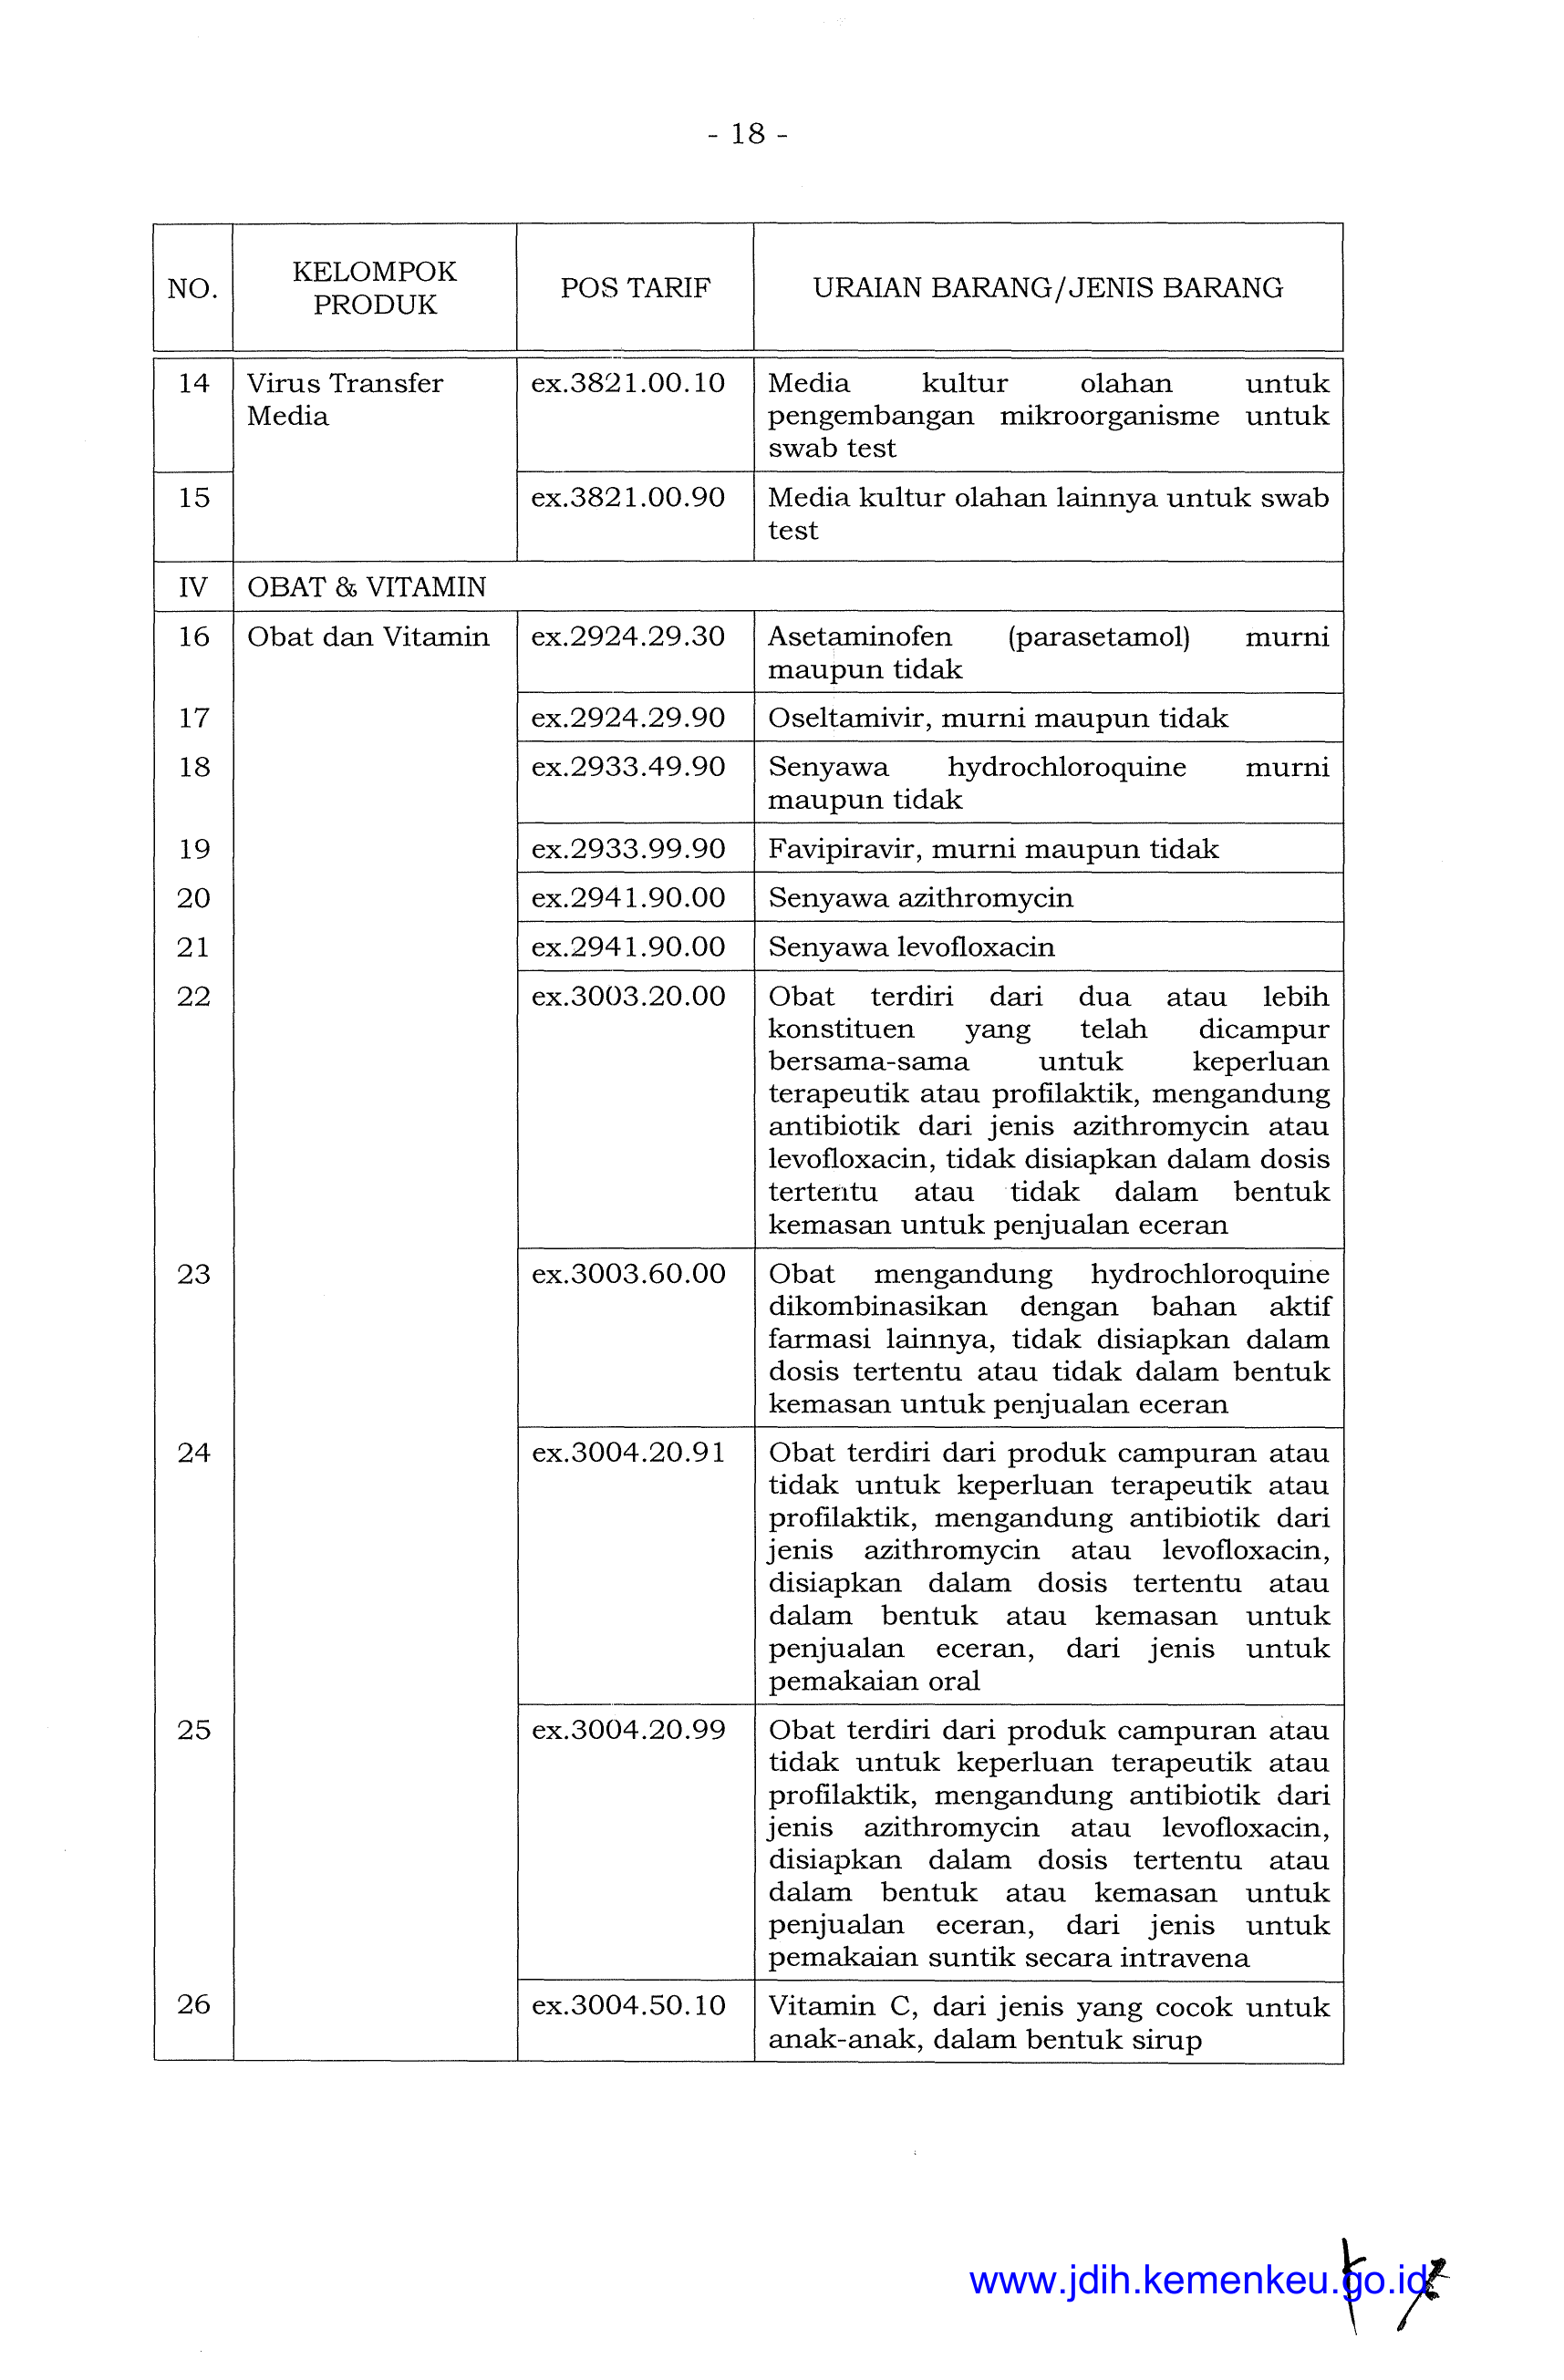 - 18 -
NO.
KELOMPOK
PRODUK
POS TARIF
URAIAN BARANG/JENIS BARANG
14
Virus Transfer
Media
ex.3821.00.10
Media kultur olahan untuk
pengembangan mikroorganisme untuk
swab test
15
ex.3821.00.90
Media kultur olahan lainnya untuk swab
test
IV
OBAT & VITAMIN
16
Obat dan Vitamin
ex.2924.29.30
Asetaminofen (parasetamol) murni
maupun tidak
17
ex.2924.29.90
Oseltamivir, murni maupun tidak
18
ex.2933.49.90
Senyawa hydrochloroquine murni
maupun tidak
19
ex.2933.99.90
Favipiravir, murni maupun tidak
20
ex.2941.90.00
Senyawa azithromycin
21
ex.2941.90.00
Senyawa levofloxacin
22
ex.3003.20.00
Obat terdiri dari dua atau lebih
konstituen yang telah dicampur
bersama-sama untuk keperluan
terapeutik atau profilaktik, mengandung
antibiotik dari jenis azithromycin atau
levofloxacin, tidak disiapkan dalam dosis
tertentu atau tidak dalam bentuk
kemasan untuk penjualan eceran
23
ex.3003.60.00
Obat mengandung hydrochloroquine
dikombinasikan dengan bahan aktif
farmasi lainnya, tidak disiapkan dalam
dosis tertentu atau tidak dalam bentuk
kemasan untuk penjualan eceran
24
ex.3004.20.91
Obat terdiri dari produk campuran atau
tidak untuk keperluan terapeutik atau
profilaktik, mengandung antibiotik dari
jenis azithromycin atau levofloxacin,
disiapkan dalam dosis tertentu atau
dalam bentuk atau kemasan untuk
penjualan eceran, dari jenis untuk
pemakaian oral
25
ex.3004.20.99
Obat terdiri dari produk campuran atau
tidak untuk keperluan terapeutik atau
profilaktik, mengandung antibiotik dari
jenis azithromycin atau levofloxacin,
disiapkan dalam dosis tertentu atau
dalam bentuk atau kemasan untuk
penjualan eceran, dari jenis untuk
pemakaian suntik secara intravena
26
ex.3004.50.10
Vitamin C, dari jenis yang cocok untuk
anak-anak, dalam bentuk sirup
www.jdih.kemenkeu.go.id